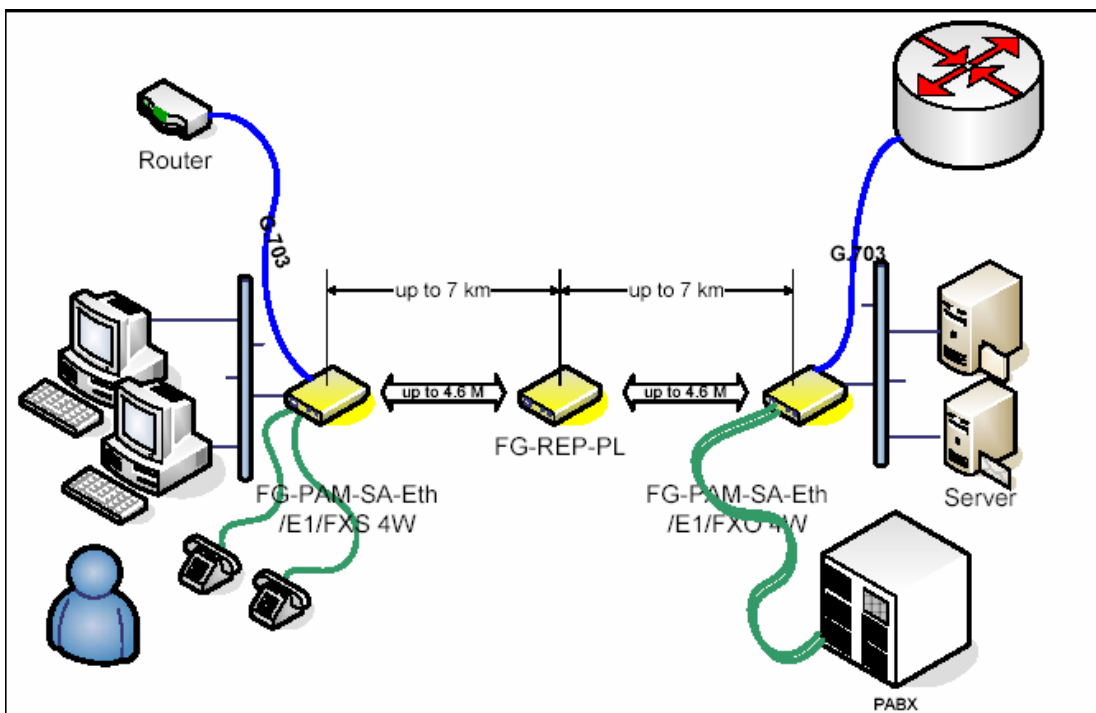 Router
G.703
G.703
up to 7 km
up to 7 km
up to 4.6 M
up to 4.6 M
FG-REP-PL
FG-PAM-SA-Eth
/E1/FXS 4W
FG-PAM-SA-Eth
/E1/FXO 4W
Server
PABX